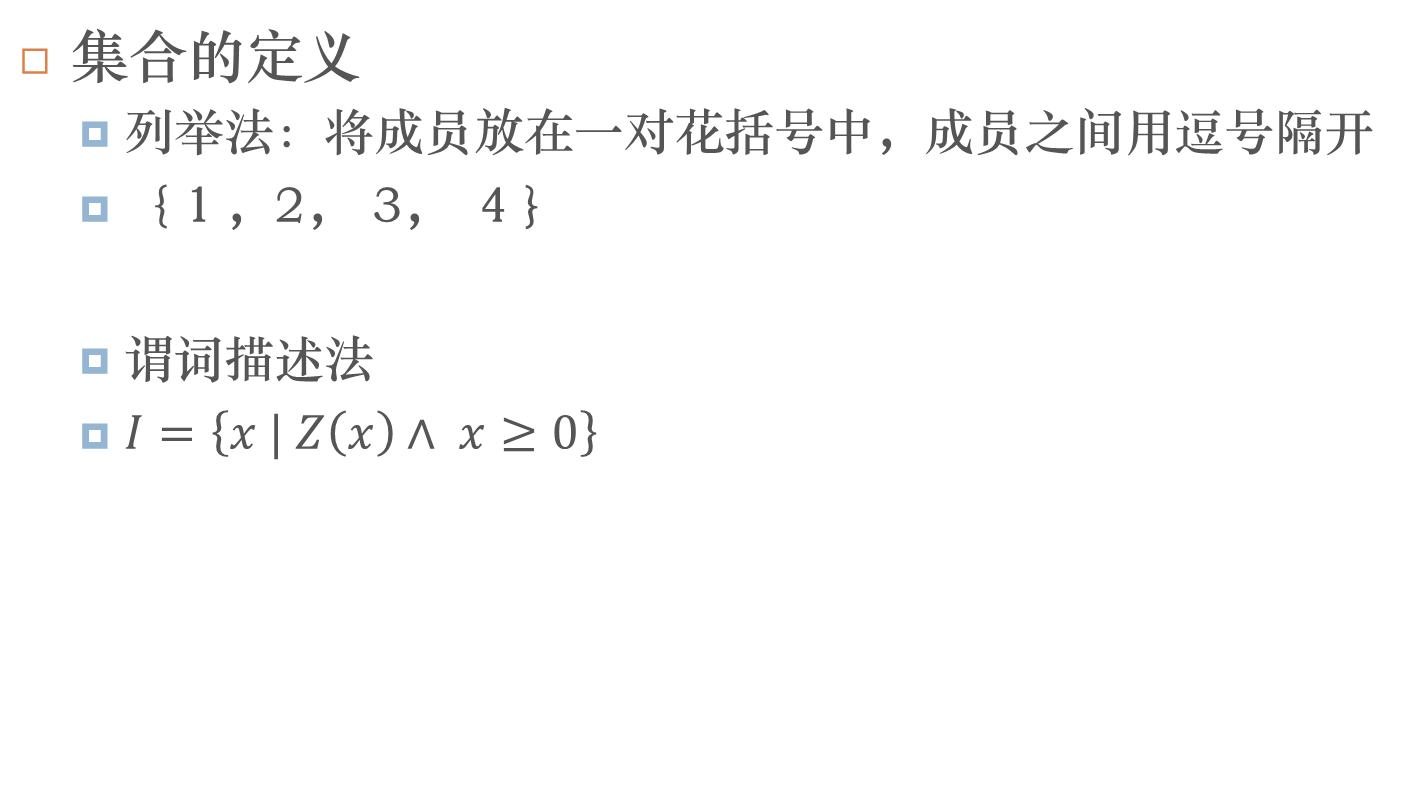 集合的定义
列举法：将成员放在一对花括号中，成员之间用逗号隔开
{ 1 ，2， 3， 4 }
谓词描述法
I = {x | Z(x) ∧ x ≥ 0}